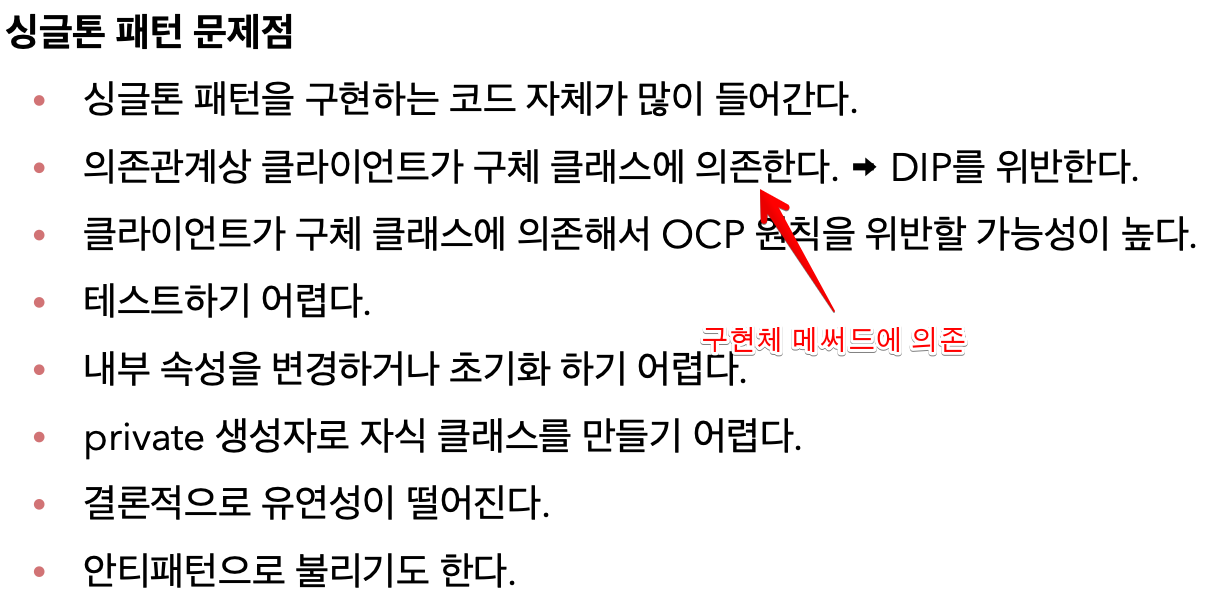 싱글톤 패턴 문제점
• 싱글톤 패턴을 구현하는 코드 자체가 많이 들어간다.
• 의존관계상 클라이언트가 구체 클래스에 의존한다. ➡ DIP를 위반한다.
• 클라이언트가 구체 클래스에 의존해서 OCP 원칙을 위반할 가능성이 높다.
• 테스트하기 어렵다.
구현체 메써드에 의존
• 내부 속성을 변경하거나 초기화 하기 어렵다.
• private 생성자로 자식 클래스를 만들기 어렵다.
• 결론적으로 유연성이 떨어진다.
• 안티패턴으로 불리기도 한다.